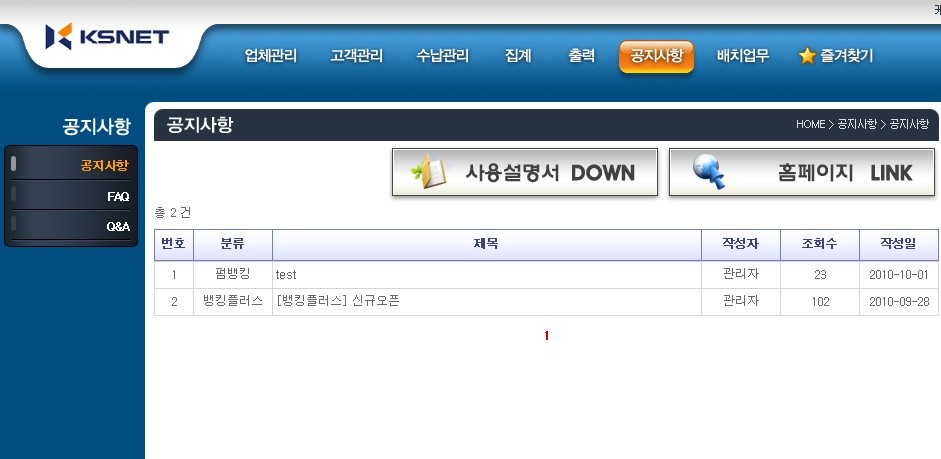 KSNET
업체관리 고객관리 수납관리 집계 출력 공지사항 배치업무 즐겨찾기
공지사항
공지사항
FAQ
Q&A
공지사항
HOME > 공지사항 > 공지사항
사용설명서 DOWN
홈페이지 LINK
총 2 건
번호 분류 제목 작성자 조회수 작성일
1 펌뱅킹 test 관리자 23 2010-10-01
2 뱅킹플러스 [뱅킹플러스] 신규오픈 관리자 102 2010-09-28
1